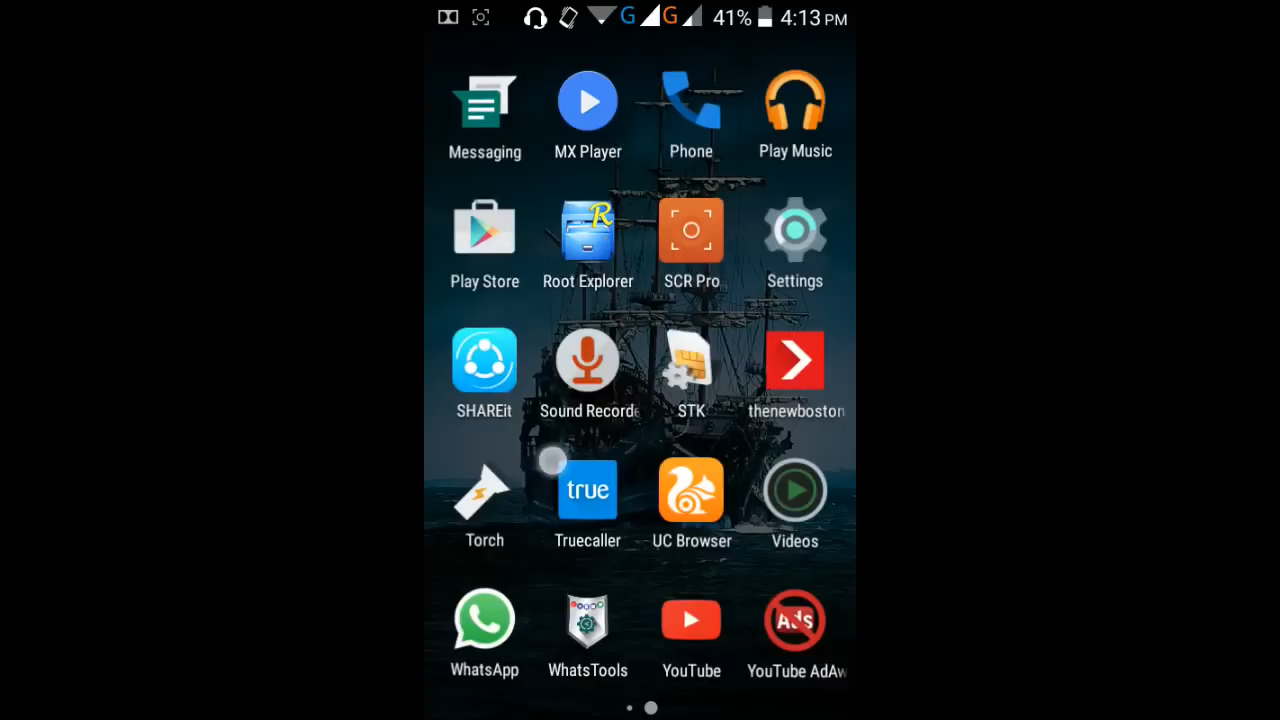 G G 41% 4:13 PM
Messaging MX Player Phone Play Music
R
Play Store Root Explorer SCR Pro Settings
SHAREit Sound Recorde STK thenewboston
true
Torch Truecaller UC Browser Videos
Ads
WhatsApp WhatsTools YouTube YouTube AdAw